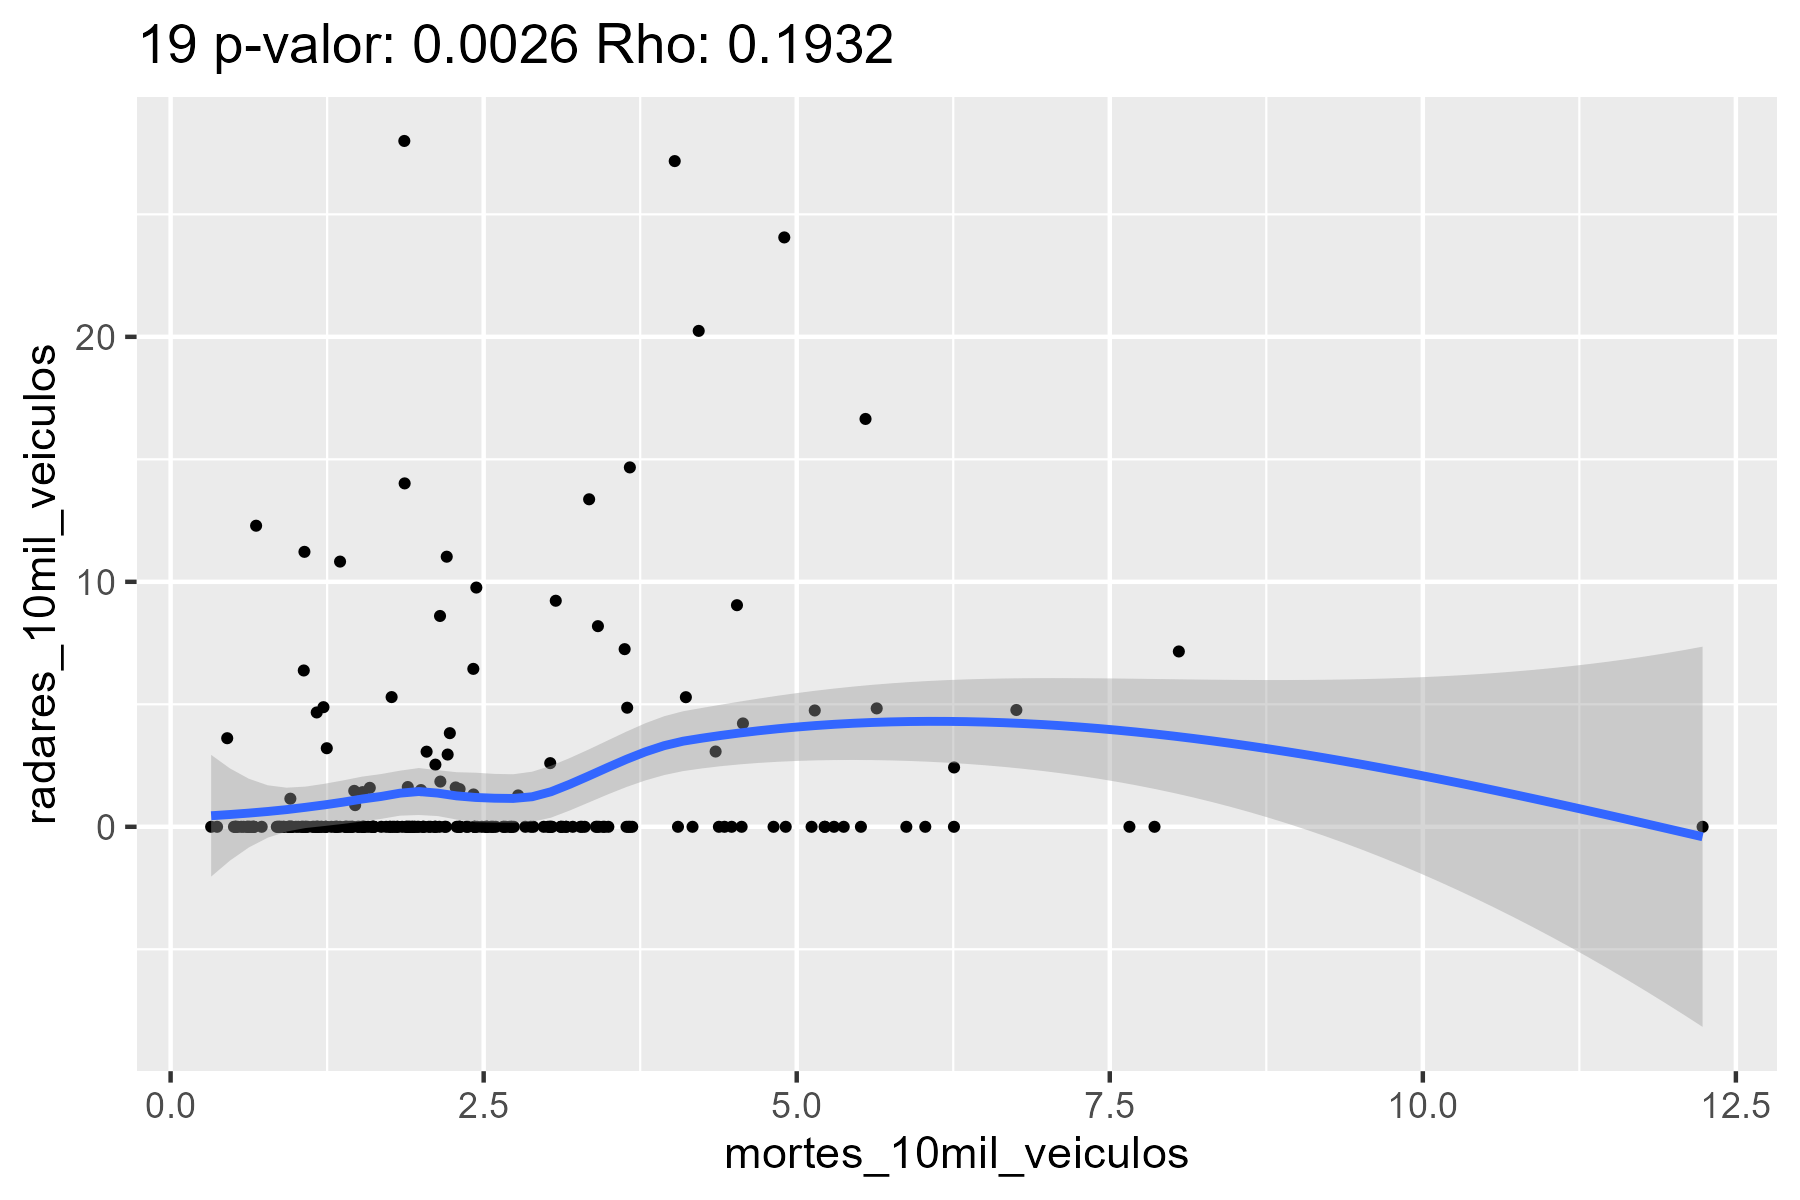 19 p-valor: 0.0026 Rho: 0.1932
radares_10mil_veiculos
20
10
0
0.0 2.5 5.0 7.5 10.0 12.5
mortes_10mil_veiculos